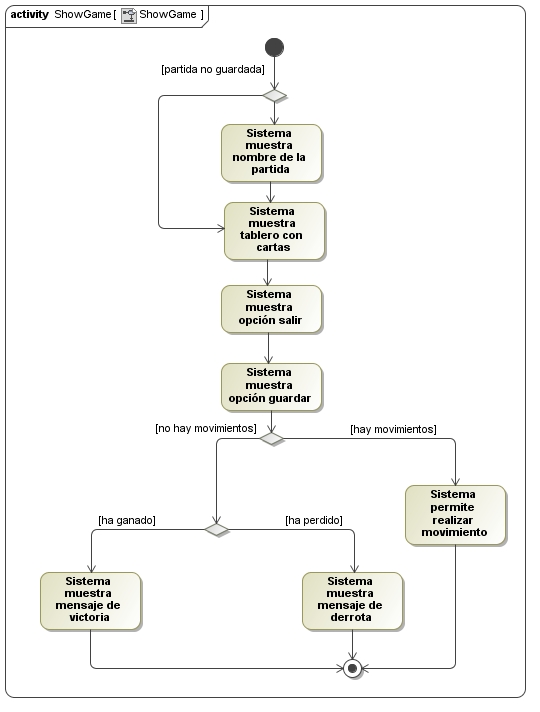 activity ShowGame [ ShowGame ]
[partida no guardada]
Sistema
muestra
nombre de la
partida
Sistema
muestra
tablero con
cartas
Sistema
muestra
opción salir
Sistema
muestra
opción guardar
[no hay movimientos]
[hay movimientos]
Sistema
permite
realizar
movimiento
[ha ganado]
[ha perdido]
Sistema
muestra
mensaje de
victoria
Sistema
muestra
mensaje de
derrota